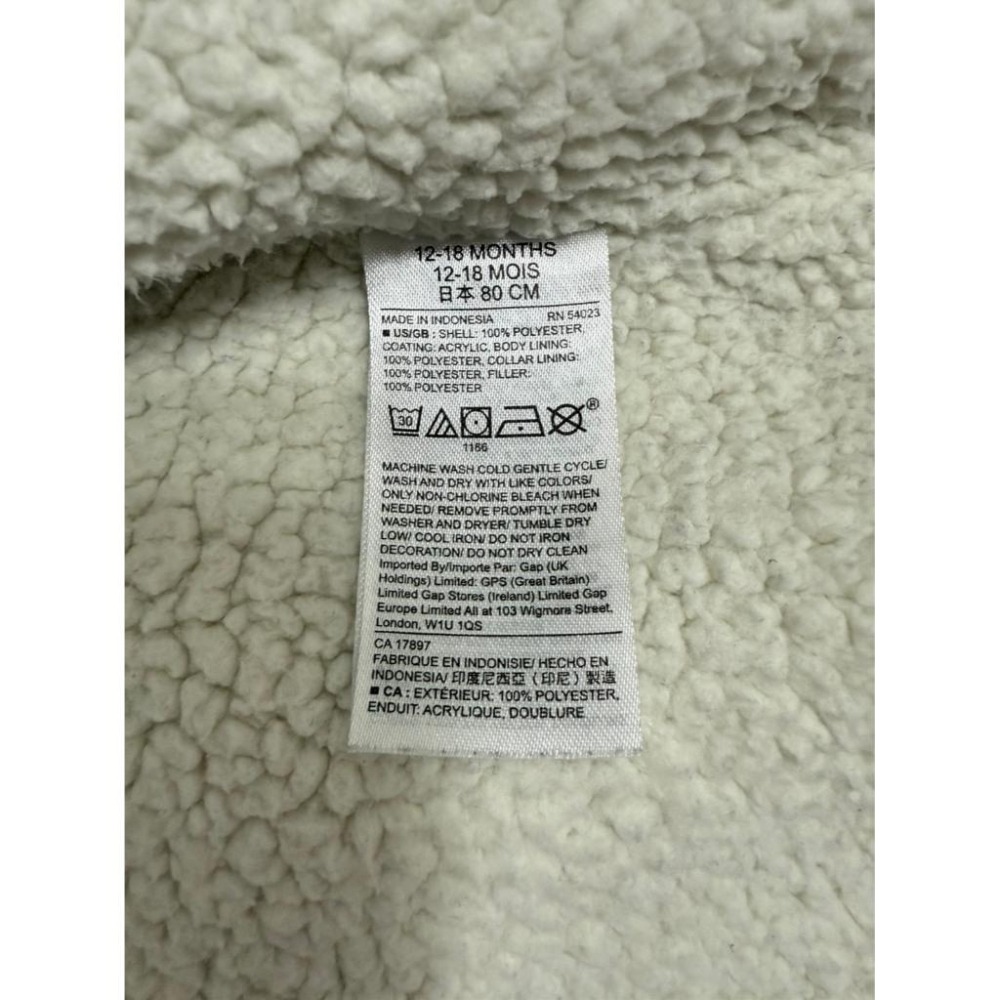 12-18 MONTHS
12-18 MOIS
日本 80 CM
MADE IN INDONESIA RN 54023
■ US/GB : SHELL: 100% POLYESTER,
COATING: ACRYLIC, BODY LINING:
100% POLYESTER, COLLAR LINING:
100% POLYESTER, FILLER:
100% POLYESTER
30 ®
1166
MACHINE WASH COLD GENTLE CYCLE/
WASH AND DRY WITH LIKE COLORS/
ONLY NON-CHLORINE BLEACH WHEN
NEEDED/ REMOVE PROMPTLY FROM
WASHER AND DRYER/ TUMBLE DRY
LOW/ COOL IRON/ DO NOT IRON
DECORATION/ DO NOT DRY CLEAN
Imported By/Importe Par: Gap (UK
Holdings) Limited: GPS (Great Britain)
Limited Gap Stores (Ireland) Limited Gap
Europe Limited All at 103 Wigmore Street,
London, W1U 1QS
CA 17897
FABRIQUE EN INDONISIE/ HECHO EN
INDONESIA/ 印度尼西亞 (印尼) 製造
■ CA : EXTÉRIEUR: 100% POLYESTER,
ENDUIT: ACRYLIQUE, DOUBLURE